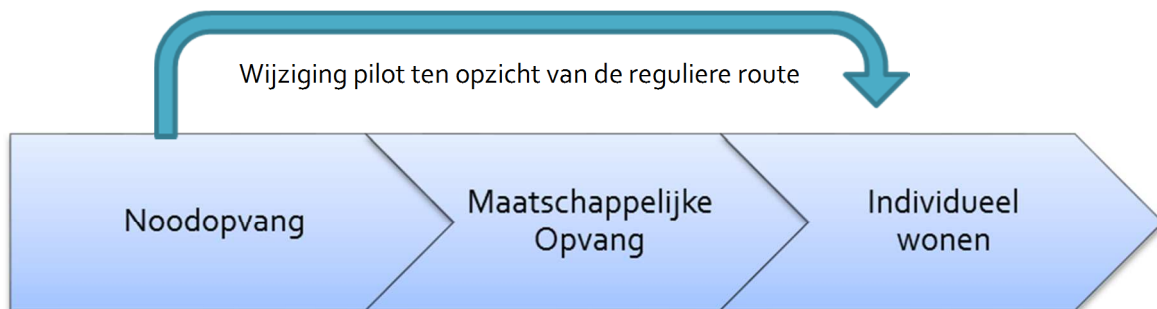 Wijziging pilot ten opzicht van de reguliere route
Noodopvang
Maatschappelijke
Opvang
Individueel
wonen